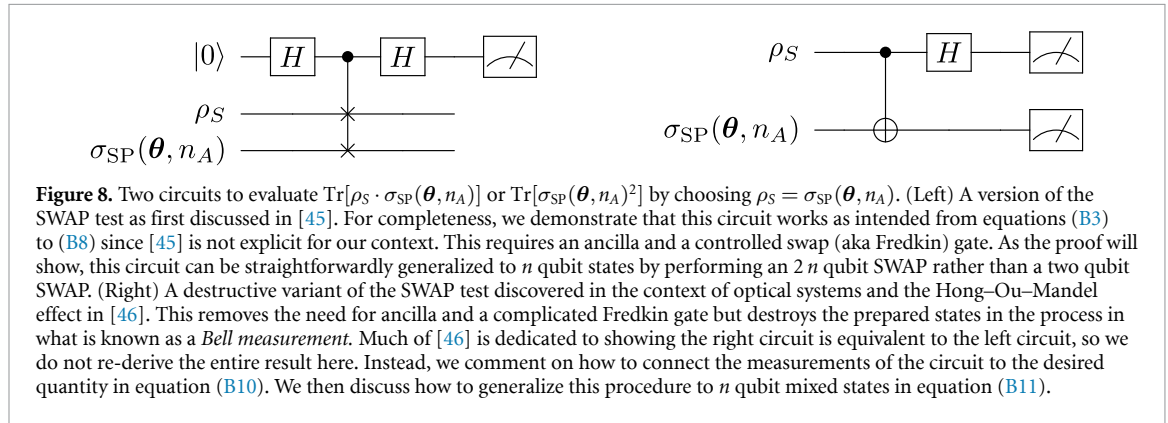 |0⟩ H H
ρ_S
σ_SP(θ, n_A)
ρ_S H
σ_SP(θ, n_A)
Figure 8. Two circuits to evaluate Tr[ρ_S · σ_SP(θ, n_A)] or Tr[σ_SP(θ, n_A)²] by choosing ρ_S = σ_SP(θ, n_A). (Left) A version of the
SWAP test as first discussed in [45]. For completeness, we demonstrate that this circuit works as intended from equations (B3)
to (B8) since [45] is not explicit for our context. This requires an ancilla and a controlled swap (aka Fredkin) gate. As the proof will
show, this circuit can be straightforwardly generalized to n qubit states by performing an 2 n qubit SWAP rather than a two qubit
SWAP. (Right) A destructive variant of the SWAP test discovered in the context of optical systems and the Hong–Ou–Mandel
effect in [46]. This removes the need for ancilla and a complicated Fredkin gate but destroys the prepared states in the process in
what is known as a Bell measurement. Much of [46] is dedicated to showing the right circuit is equivalent to the left circuit, so we
do not re-derive the entire result here. Instead, we comment on how to connect the measurements of the circuit to the desired
quantity in equation (B10). We then discuss how to generalize this procedure to n qubit mixed states in equation (B11).